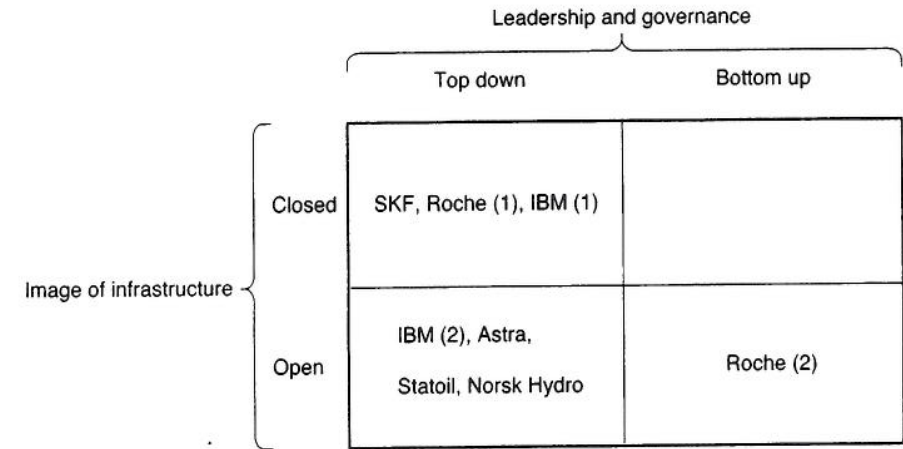 Leadership and governance
Top down
Bottom up
Closed
SKF, Roche (1), IBM (1)
Image of infrastructure
Open
IBM (2), Astra,
Statoil, Norsk Hydro
Roche (2)